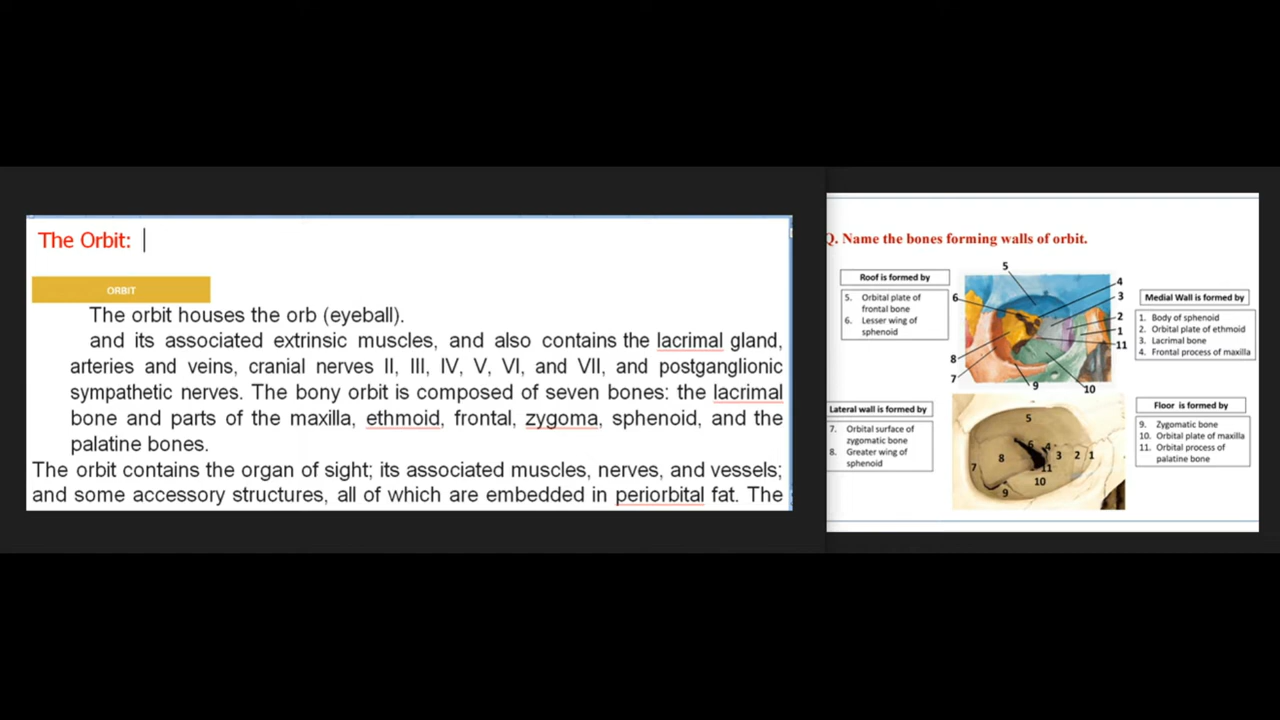 The Orbit:
ORBIT
The orbit houses the orb (eyeball).
and its associated extrinsic muscles, and also contains the lacrimal gland,
arteries and veins, cranial nerves II, III, IV, V, VI, and VII, and postganglionic
sympathetic nerves. The bony orbit is composed of seven bones: the lacrimal
bone and parts of the maxilla, ethmoid, frontal, zygoma, sphenoid, and the
palatine bones.
The orbit contains the organ of sight; its associated muscles, nerves, and vessels;
and some accessory structures, all of which are embedded in periorbital fat. The
Q. Name the bones forming walls of orbit.
Roof is formed by
5. Orbital plate of
frontal bone
6. Lesser wing of
sphenoid
5
6
4
3
2
1
11
8
7
9
10
Medial Wall is formed by
1. Body of sphenoid
2. Orbital plate of ethmoid
3. Lacrimal bone
4. Frontal process of maxilla
Lateral wall is formed by
7. Orbital surface of
zygomatic bone
8. Greater wing of
sphenoid
5
6 4
8 3 2 1
7 11
10
9
Floor is formed by
9. Zygomatic bone
10. Orbital plate of maxilla
11. Orbital process of
palatine bone